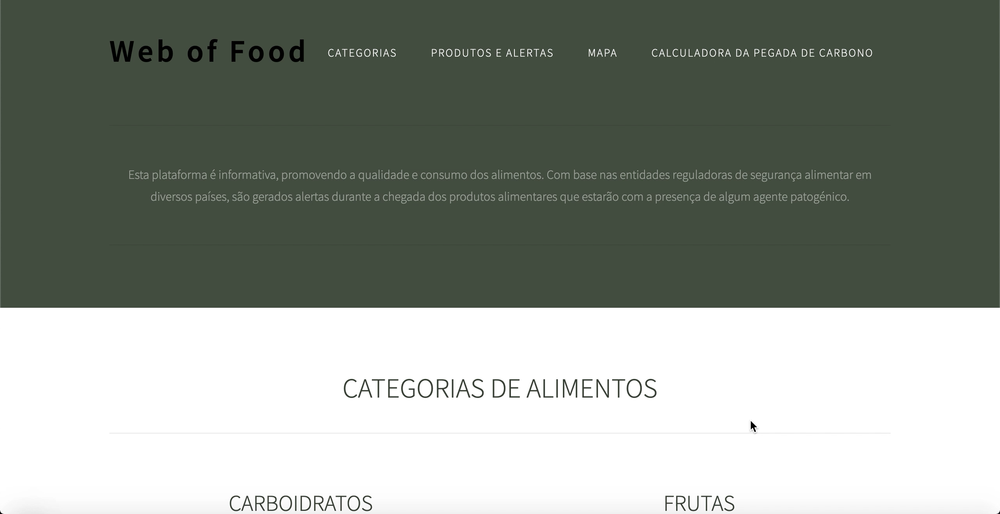 Web of Food CATEGORIAS PRODUTOS E ALERTAS MAPA CALCULADORA DA PEGADA DE CARBONO
Esta plataforma é informativa, promovendo a qualidade e consumo dos alimentos. Com base nas entidades reguladoras de segurança alimentar em
diversos países, são gerados alertas durante a chegada dos produtos alimentares que estarão com a presença de algum agente patogénico.
CATEGORIAS DE ALIMENTOS
CARBOIDRATOS FRUTAS